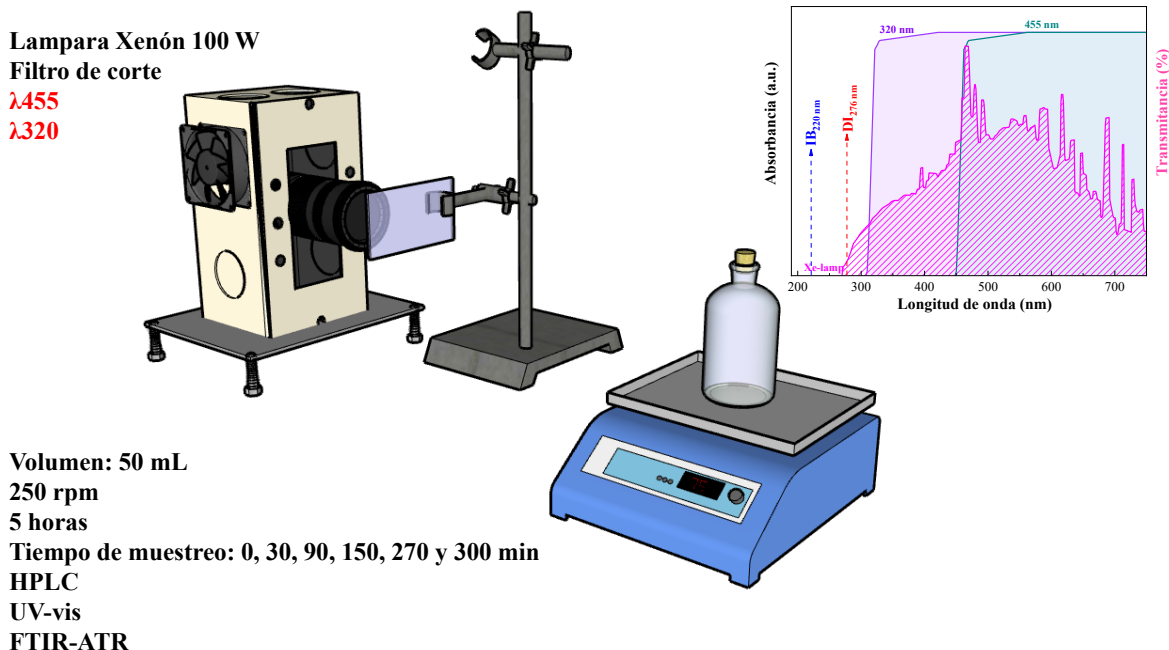 Lampara Xenón 100 W
Filtro de corte
λ455
λ320
Volumen: 50 mL
250 rpm
5 horas
Tiempo de muestreo: 0, 30, 90, 150, 270 y 300 min
HPLC
UV-vis
FTIR-ATR
320 nm
455 nm
IB220 nm
DI276 nm
Xe-lamp
Absorbancia (a.u.)
Transmitancia (%)
200 300 400 500 600 700
Longitud de onda (nm)